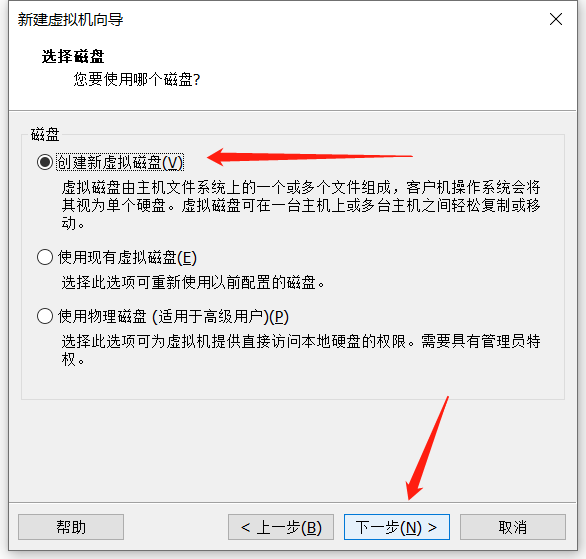 新建虚拟机向导
选择磁盘
您要使用哪个磁盘?
磁盘
创建新虚拟磁盘(V)
虚拟磁盘由主机文件系统上的一个或多个文件组成，客户机操作系统会将
其视为单个硬盘。虚拟磁盘可在一台主机上或多台主机之间轻松复制或移
动。
使用现有虚拟磁盘(E)
选择此选项可重新使用以前配置的磁盘。
使用物理磁盘 (适用于高级用户)(P)
选择此选项可为虚拟机提供直接访问本地硬盘的权限。需要具有管理员特
权。
帮助
< 上一步(B)
下一步(N) >
取消